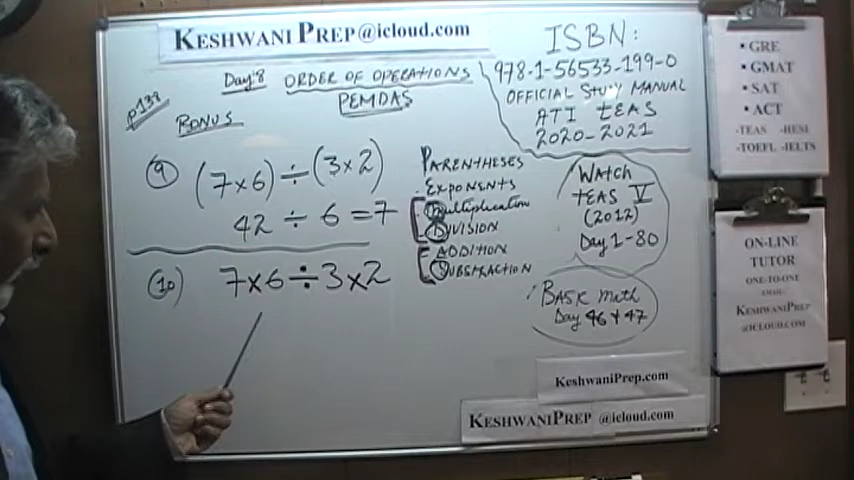 KESHWANI PREP@icloud.com
Day 8 ORDER OF OPERATIONS
PEMDAS
p139
BONUS
9) (7×6) ÷ (3×2)
42 ÷ 6 = 7
10) 7×6÷3×2
PARENTHESES
EXPONENTS
Multiplication
DIVISION
ADDITION
SUBSTRACTION
ISBN:
978-1-56533-199-0
OFFICIAL STUDY MANUAL
ATI TEAS
2020-2021
WATCH
TEAS V
(2012)
Day 1-80
BASIC math
Day 46 + 47
KeshwaniPrep.com
KESHWANIPREP @icloud.com
• GRE
• GMAT
• SAT
• ACT
-TEAS -HESI
-TOEFL -IELTS
ON-LINE
TUTOR
ONE-TO-ONE
EMAIL:
KESHWANIPREP
@ICLOUD.COM